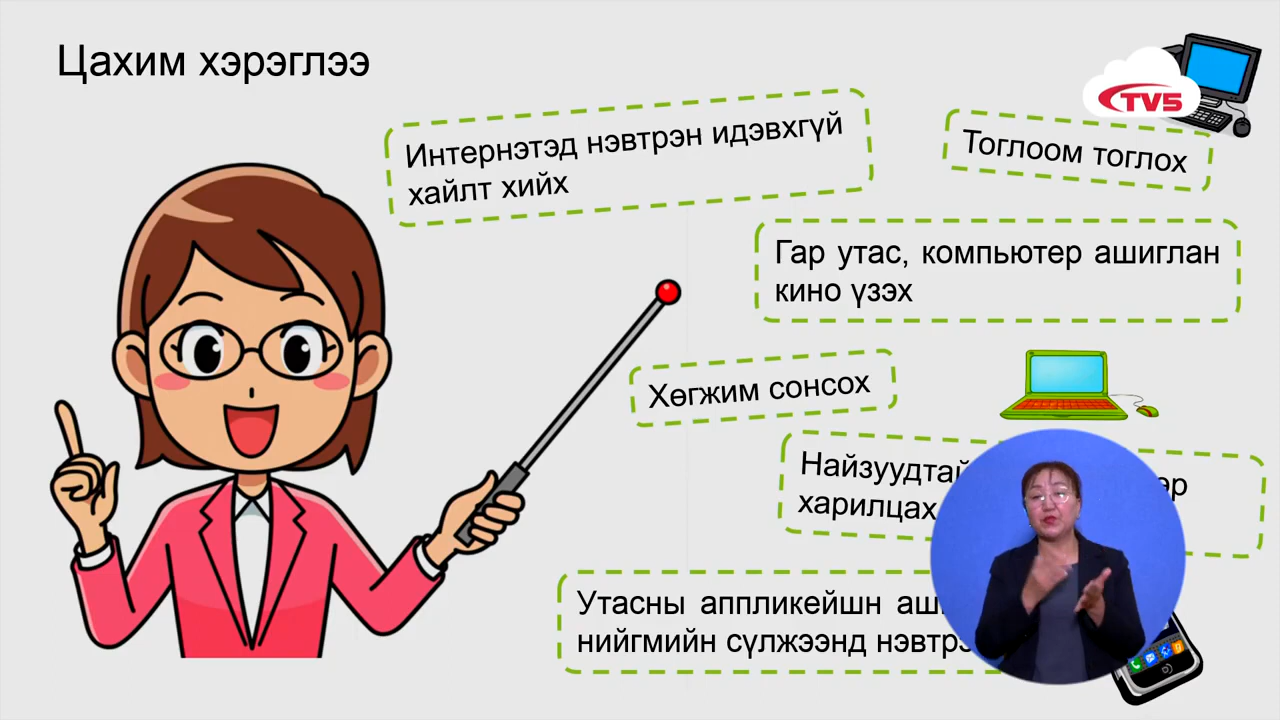 Цахим хэрэглээ
TV5
Интернэтэд нэвтрэн идэвхгүй
хайлт хийх
Тоглоом тоглох
Гар утас, компьютер ашиглан
кино үзэх
Хөгжим сонсох
Найзуудтай
харилцах
Утасны аппликейшн
нийгмийн сүлжээнд